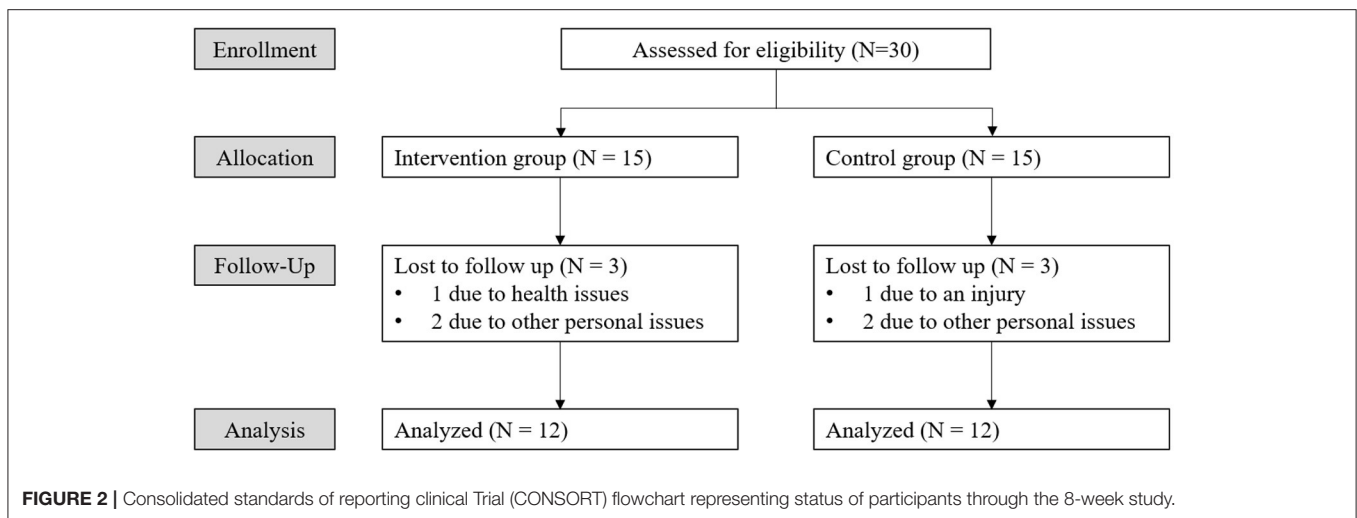 Enrollment
Assessed for eligibility (N=30)
Allocation
Intervention group (N = 15)
Control group (N = 15)
Follow-Up
Lost to follow up (N = 3)
• 1 due to health issues
• 2 due to other personal issues
Lost to follow up (N = 3)
• 1 due to an injury
• 2 due to other personal issues
Analysis
Analyzed (N = 12)
Analyzed (N = 12)
FIGURE 2 | Consolidated standards of reporting clinical Trial (CONSORT) flowchart representing status of participants through the 8-week study.